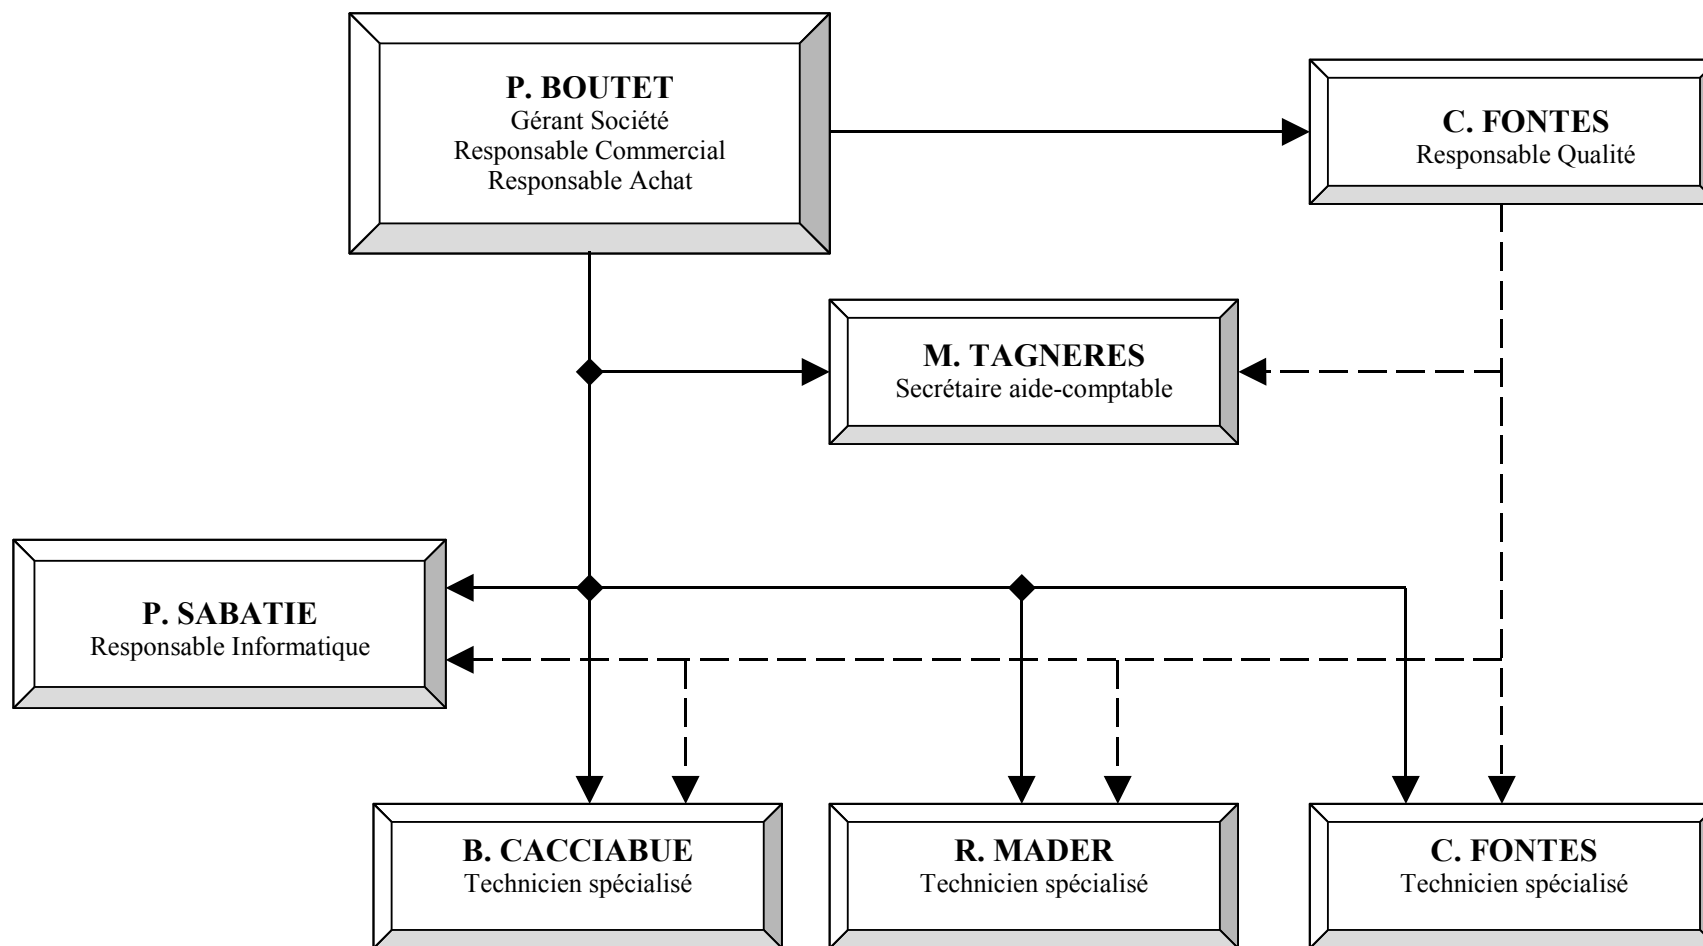 P. BOUTET
Gérant Société
Responsable Commercial
Responsable Achat
C. FONTES
Responsable Qualité
M. TAGNERES
Secrétaire aide-comptable
P. SABATIE
Responsable Informatique
B. CACCIABUE
Technicien spécialisé
R. MADER
Technicien spécialisé
C. FONTES
Technicien spécialisé